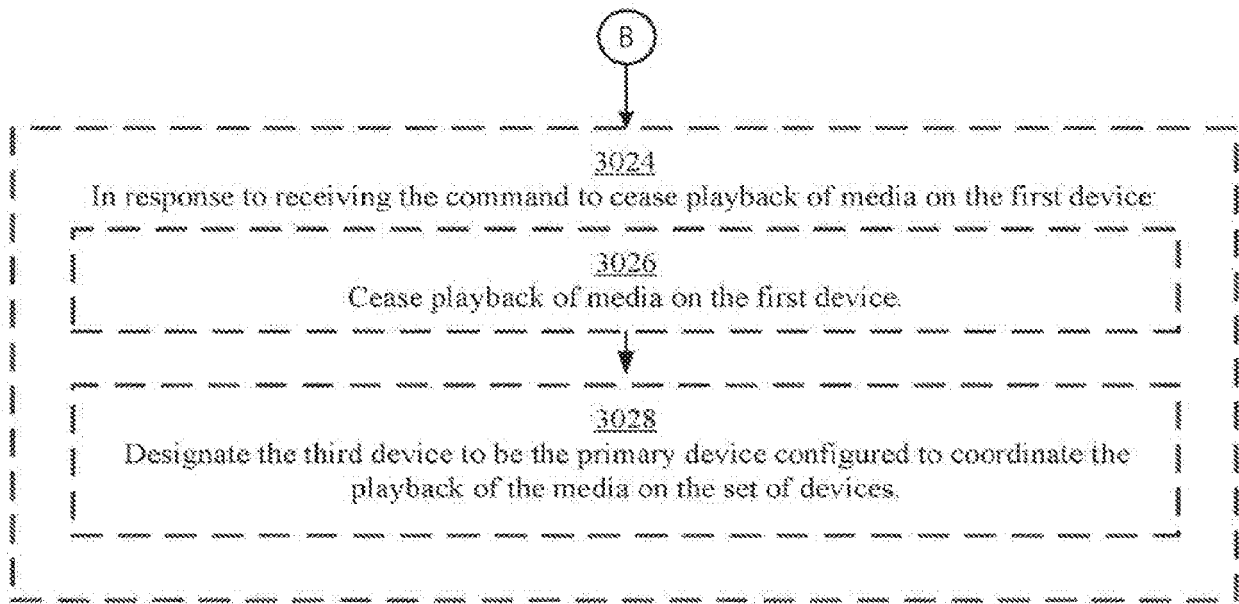 B
3024
In response to receiving the command to cease playback of media on the first device
3026
Cease playback of media on the first device.
3028
Designate the third device to be the primary device configured to coordinate the
playback of the media on the set of devices.